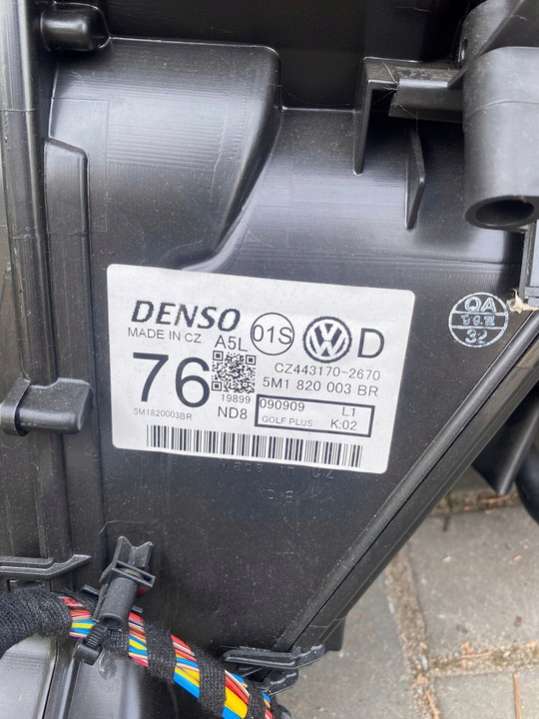 DENSO
MADE IN CZ
A5L
01S
D
CZ443170-2670
5M1 820 003 BR
76
19899
ND8
090909
L1
GOLF PLUS
K:02
5M1820003BR
QA
32